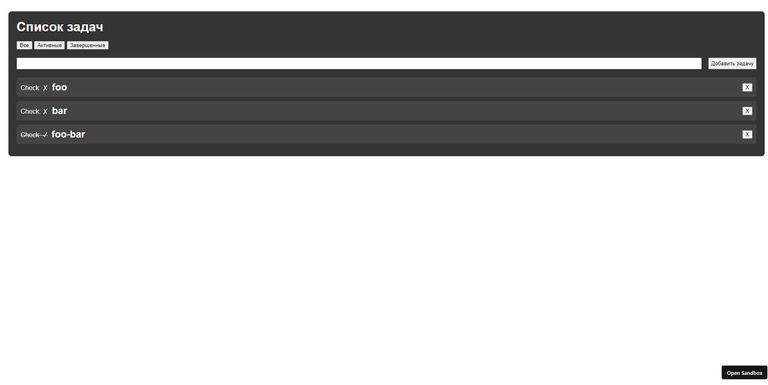 Список задач
Все Активные Завершенные
Добавить задачу
Check: ✗ foo X
Check: ✗ bar X
Check: ✓ foo-bar X
Open Sandbox